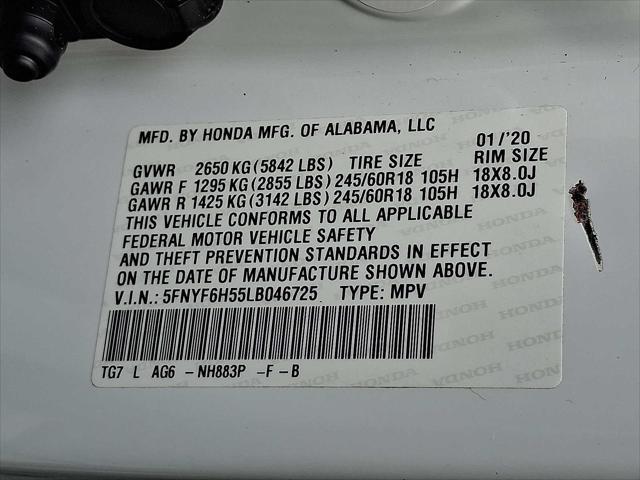 MFD. BY HONDA MFG. OF ALABAMA, LLC
01/'20
GVWR 2650 KG (5842 LBS) TIRE SIZE RIM SIZE
GAWR F 1295 KG (2855 LBS) 245/60R18 105H 18X8.0J
GAWR R 1425 KG (3142 LBS) 245/60R18 105H 18X8.0J
THIS VEHICLE CONFORMS TO ALL APPLICABLE
FEDERAL MOTOR VEHICLE SAFETY
AND THEFT PREVENTION STANDARDS IN EFFECT
ON THE DATE OF MANUFACTURE SHOWN ABOVE.
V.I.N.: 5FNYF6H55LB046725 TYPE: MPV
TG7 L AG6 -NH883P -F -B